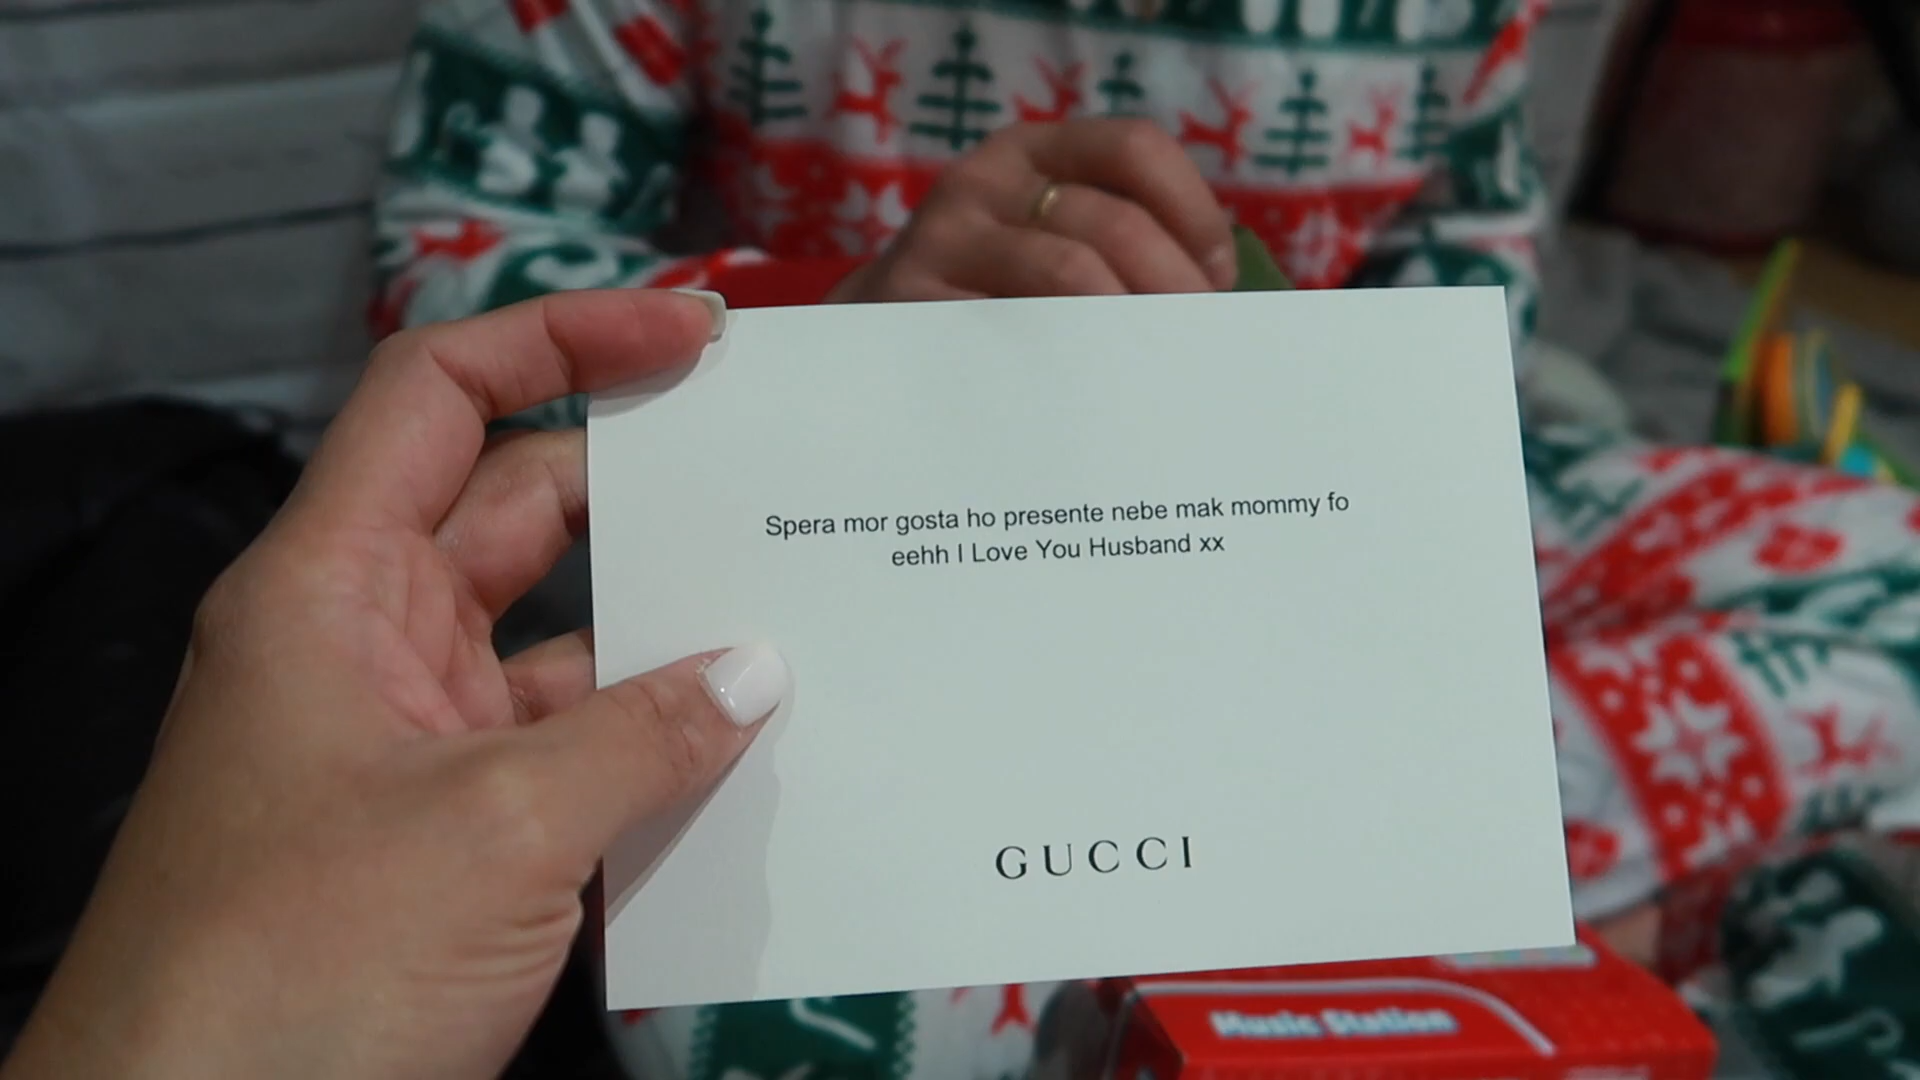 Spera mor gosta ho presente nebe mak mommy fo
eehh I Love You Husband xx
GUCCI
Music Station